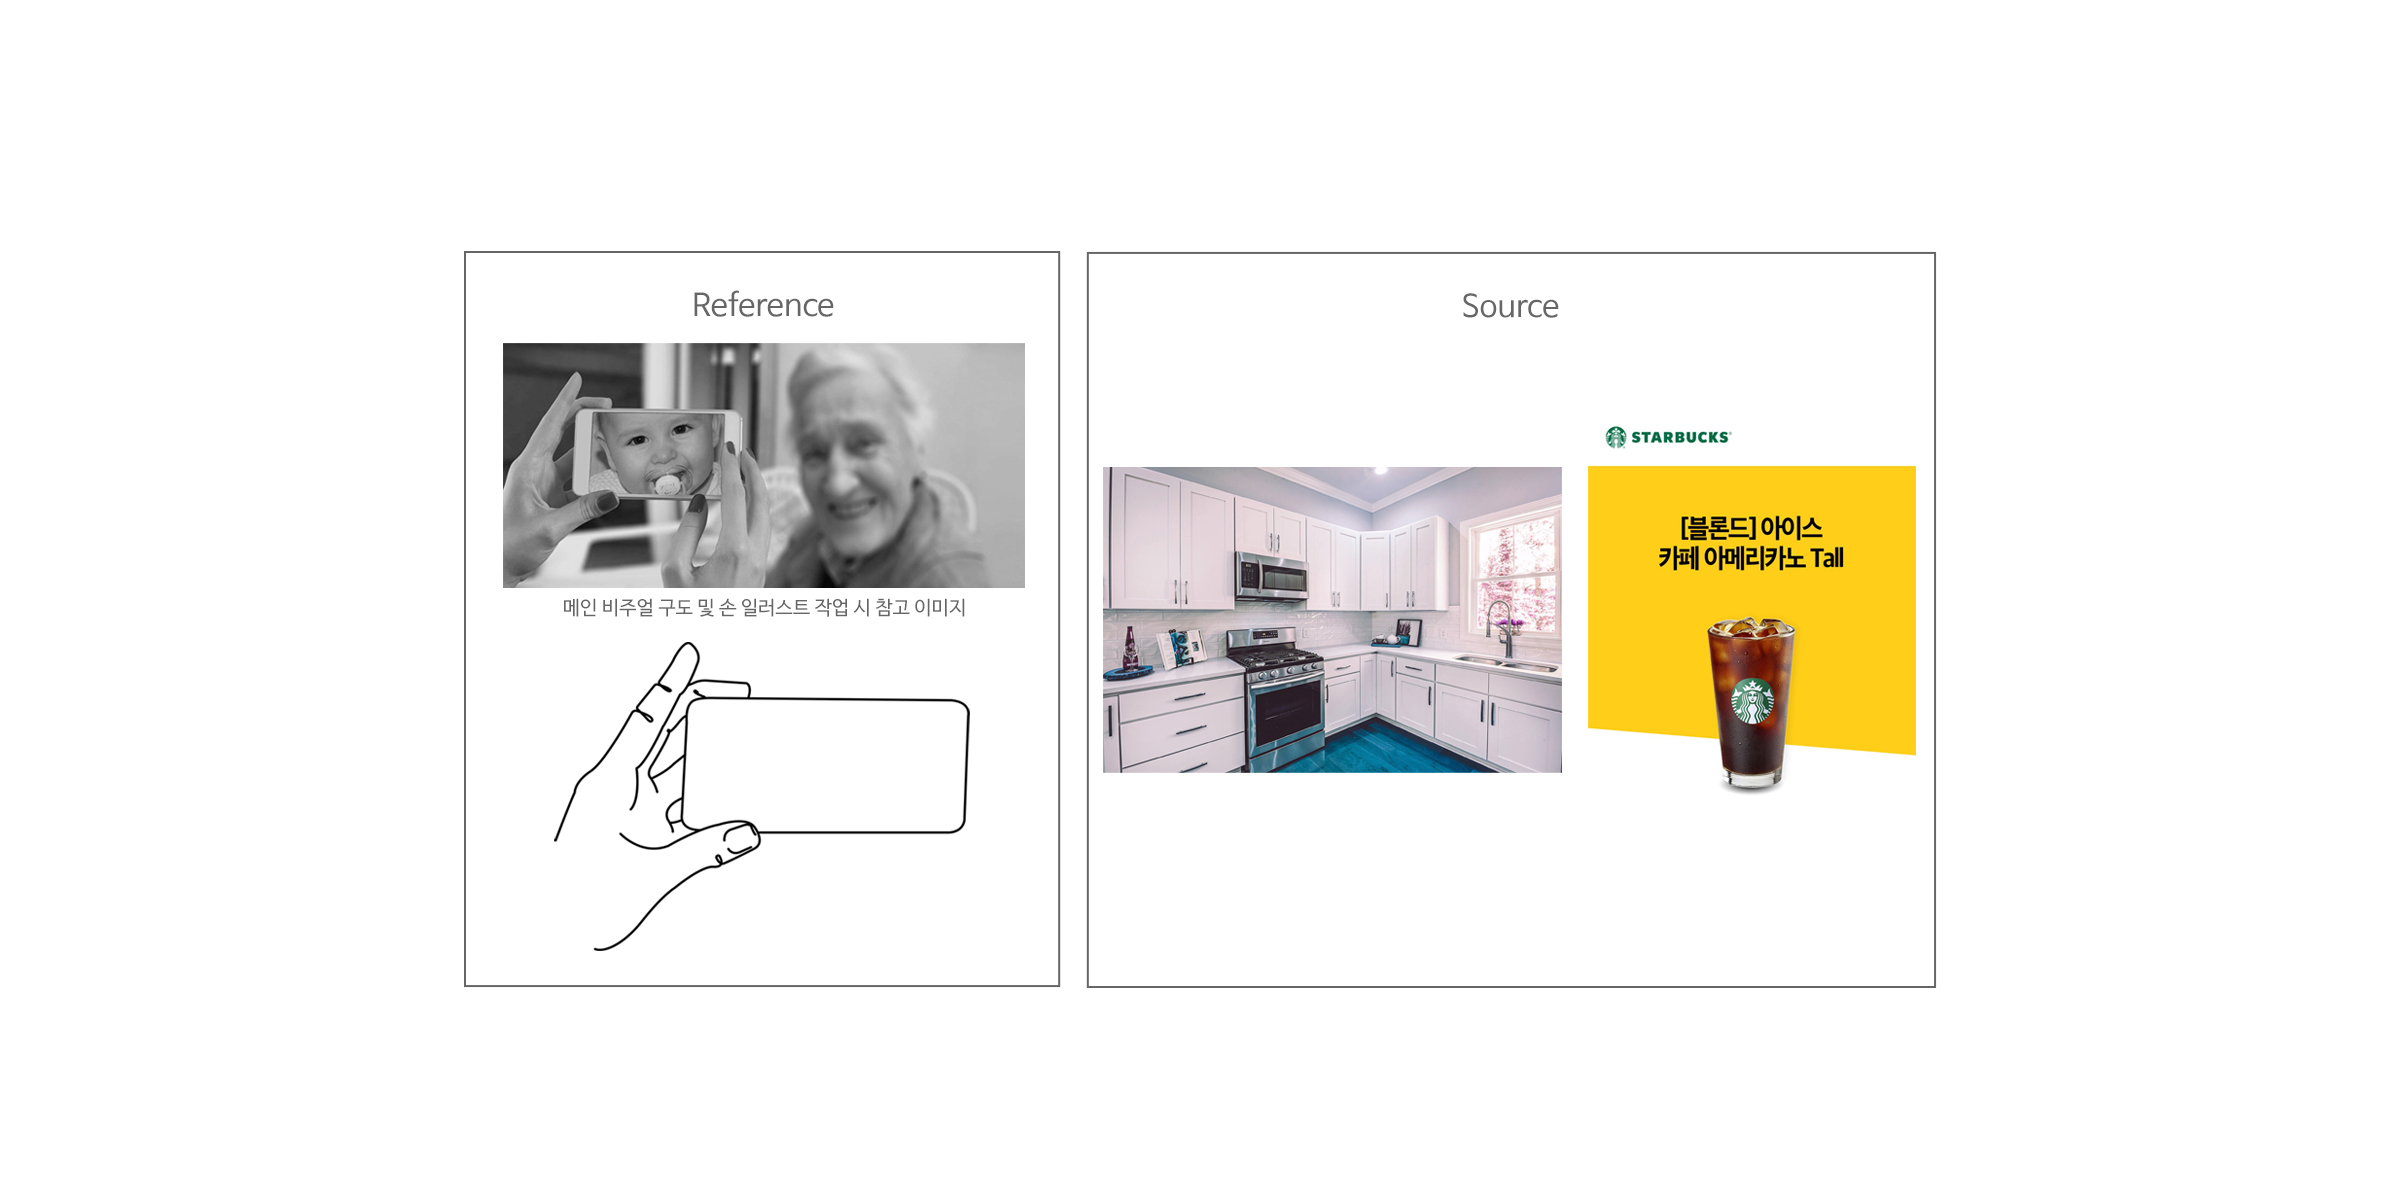 Reference
메인 비주얼 구도 및 손 일러스트 작업 시 참고 이미지
Source
STARBUCKS
[블론드] 아이스
카페 아메리카노 Tall